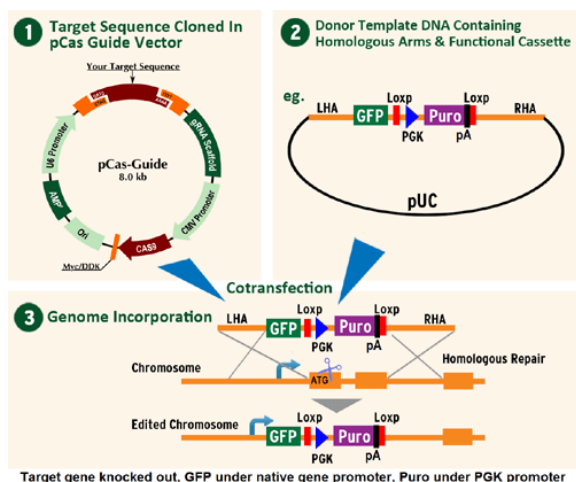 1 Target Sequence Cloned In
pCas Guide Vector
Your Target Sequence
U6 Promoter
gRNA Scaffold
pCas-Guide
8.0 kb
AMPr
CMV Promoter
Ori
CAS9
Myc/DDK
2 Donor Template DNA Containing
Homologous Arms & Functional Cassette
eg.
LHA
GFP
Loxp
PGK
Puro
pA
Loxp
RHA
pUC
Cotransfection
3 Genome Incorporation
LHA
GFP
Loxp
PGK
Puro
pA
Loxp
RHA
Homologous Repair
Chromosome
ATG
Edited Chromosome
GFP
Loxp
PGK
Puro
pA
Loxp
Target gene knocked out, GFP under native gene promoter, Puro under PGK promoter